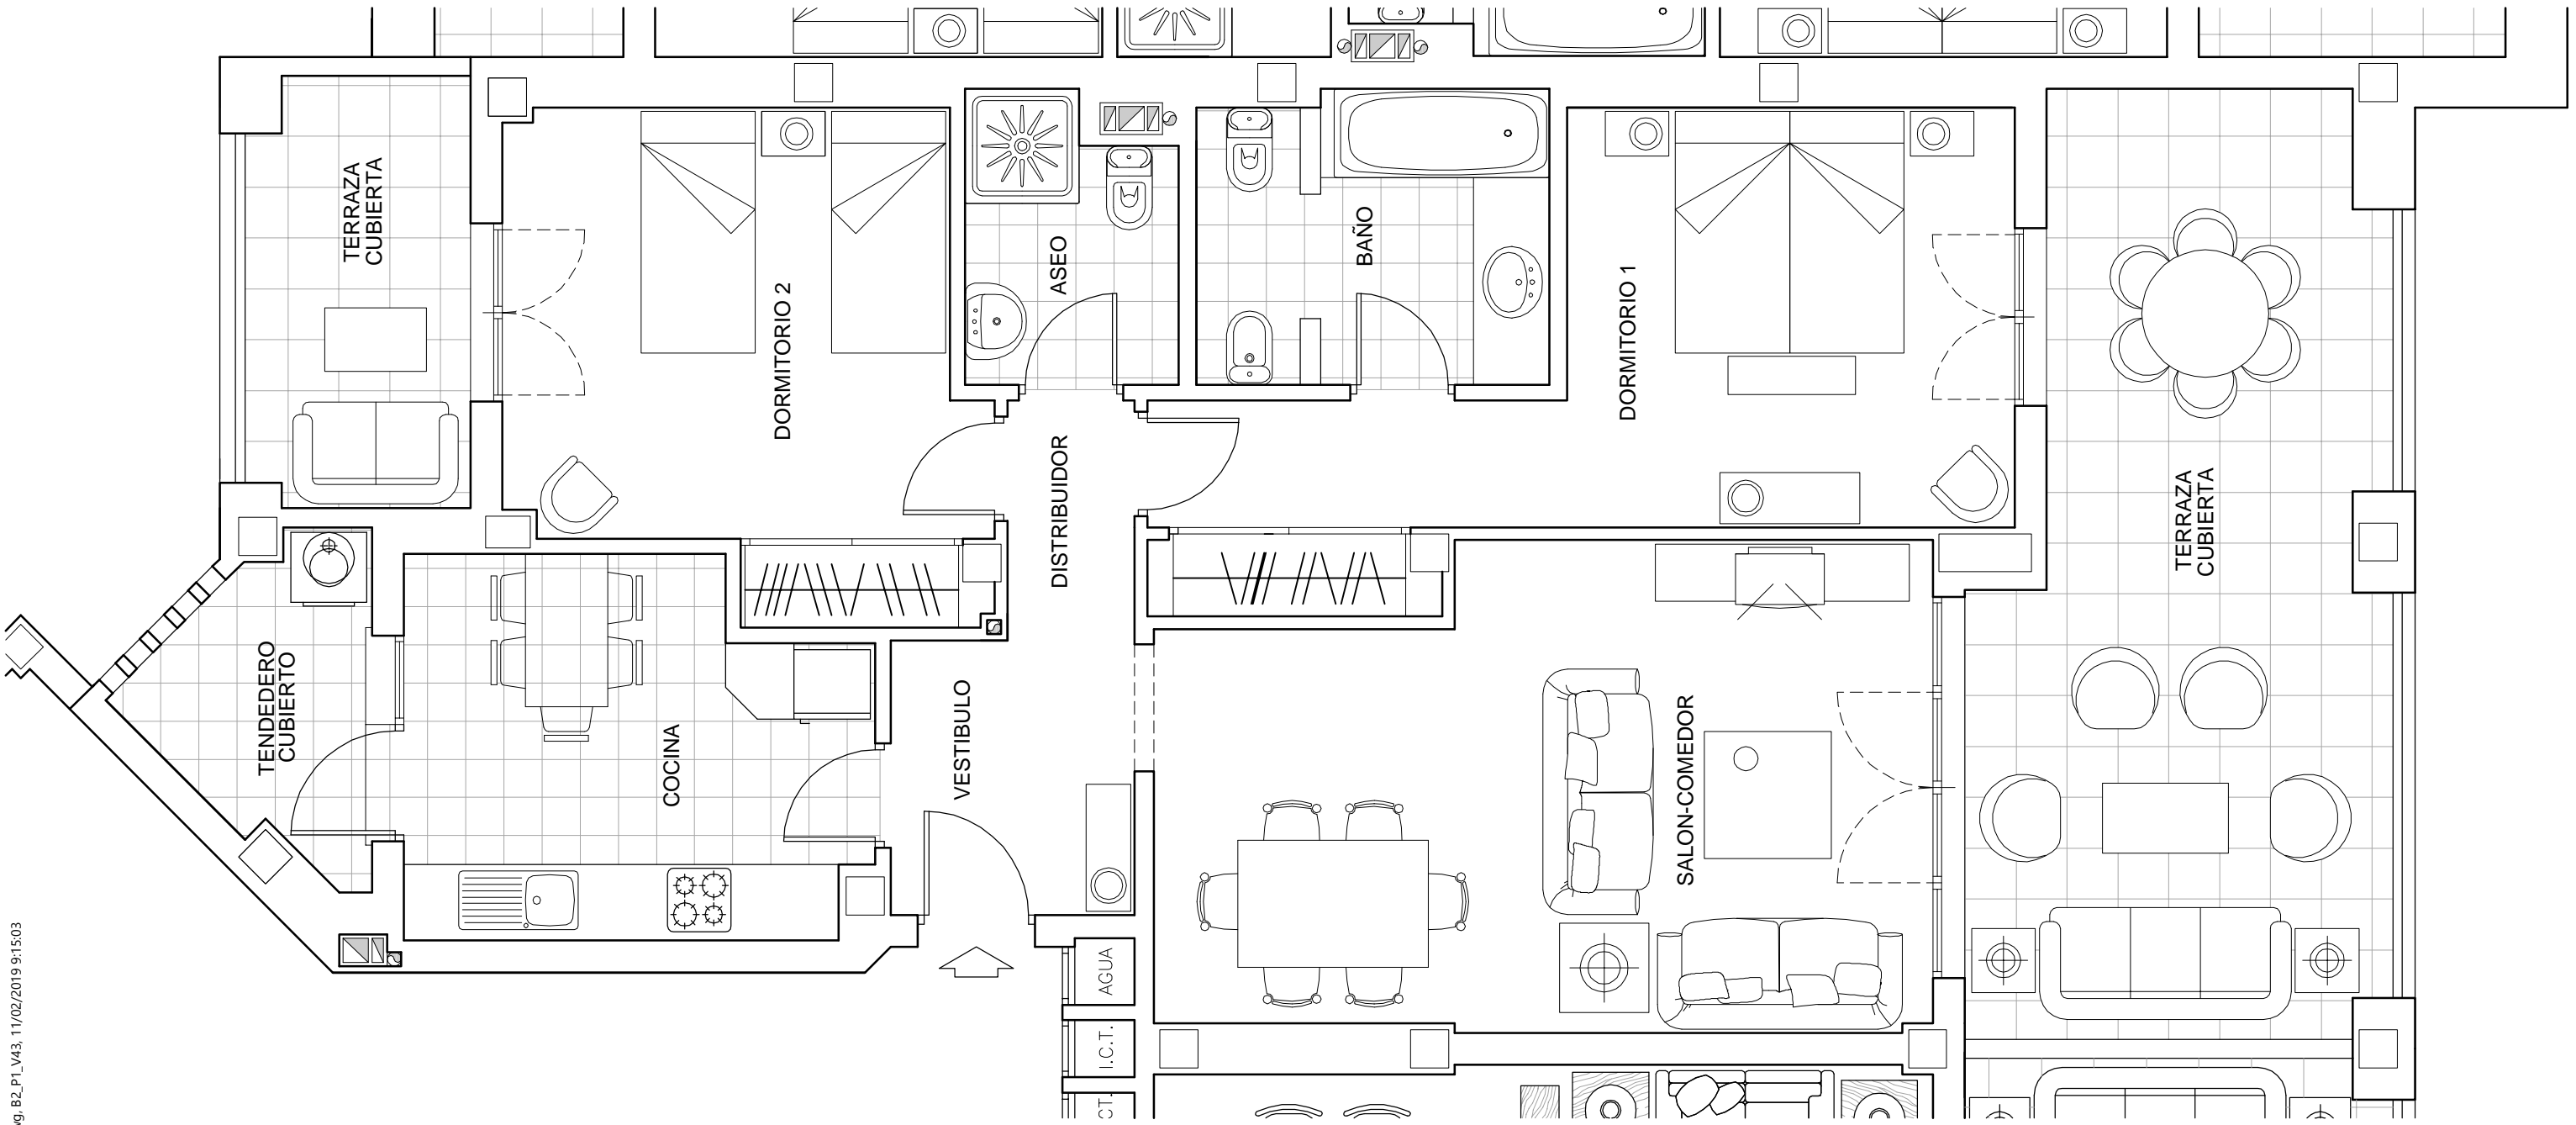 TERRAZA
CUBIERTA
DORMITORIO 2
ASEO
BAÑO
DORMITORIO 1
TERRAZA
CUBIERTA
DISTRIBUIDOR
TENDEDERO
CUBIERTO
COCINA
VESTIBULO
SALON-COMEDOR
AGUA
I.C.T.
CT.
B2_P1_V43, 11/02/2019 9:15:03